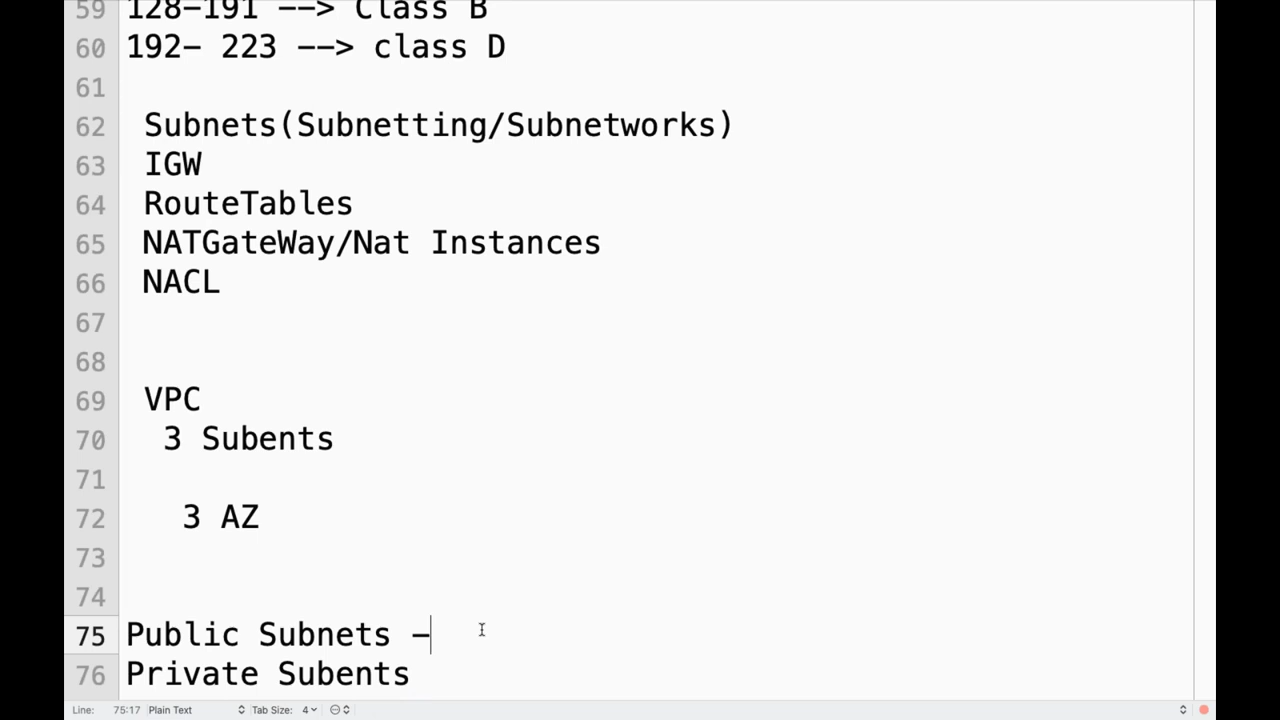 59 128-191 --> Class B
60 192- 223 --> class D
61
62 Subnets(Subnetting/Subnetworks)
63 IGW
64 RouteTables
65 NATGateWay/Nat Instances
66 NACL
67
68
69 VPC
70 3 Subents
71
72 3 AZ
73
74
75 Public Subnets -
76 Private Subents
Line: 75:17 Plain Text Tab Size: 4